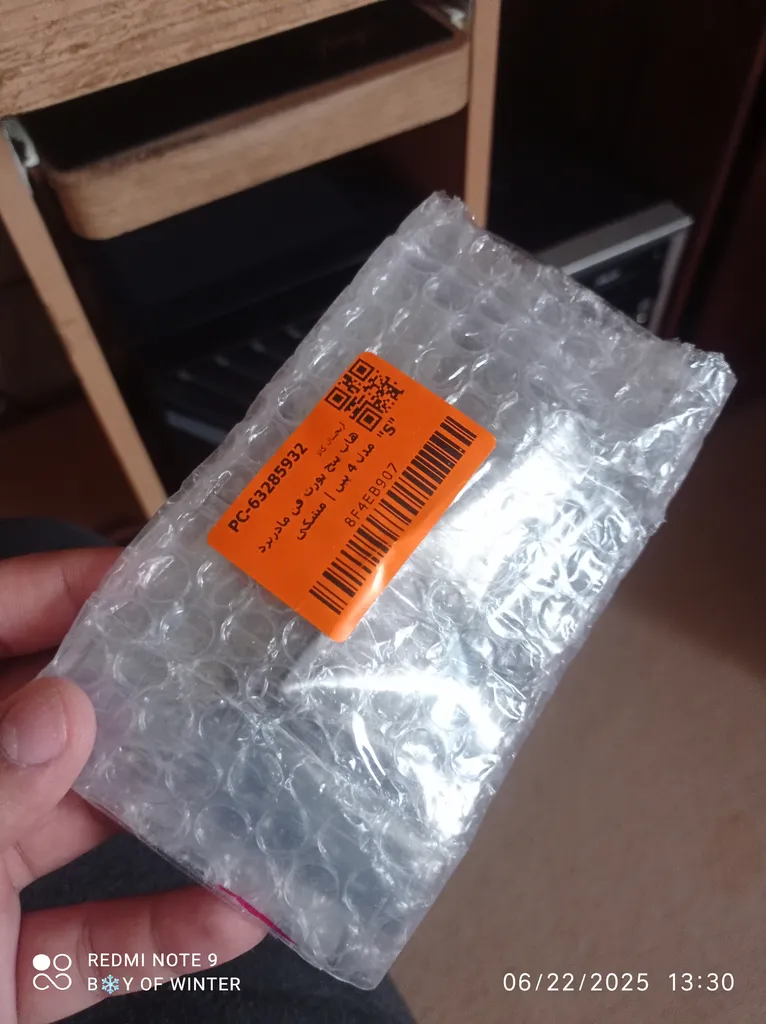 "S"
PC-63285932
هاب پنج پورت فن مادربرد
مدل 4 پین | مشکی
8F4EB907
REDMI NOTE 9
B❄Y OF WINTER
06/22/2025 13:30